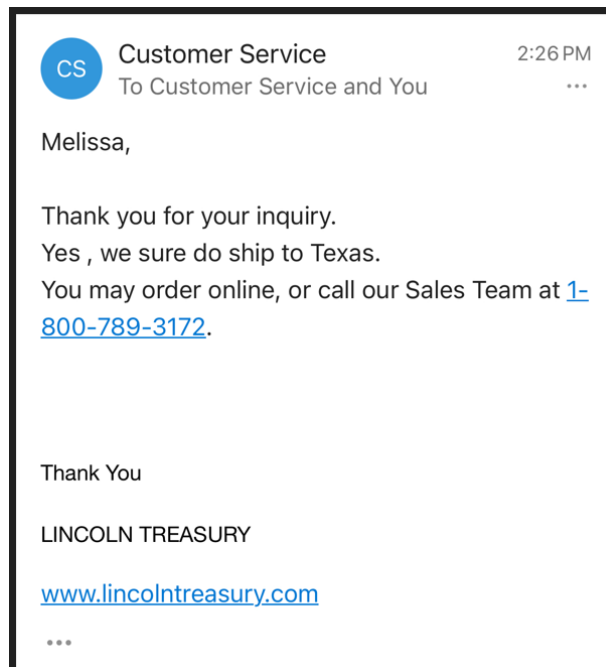 CS
Customer Service
2:26 PM
To Customer Service and You
...
Melissa,
Thank you for your inquiry.
Yes , we sure do ship to Texas.
You may order online, or call our Sales Team at 1-
800-789-3172.
Thank You
LINCOLN TREASURY
www.lincolntreasury.com
...